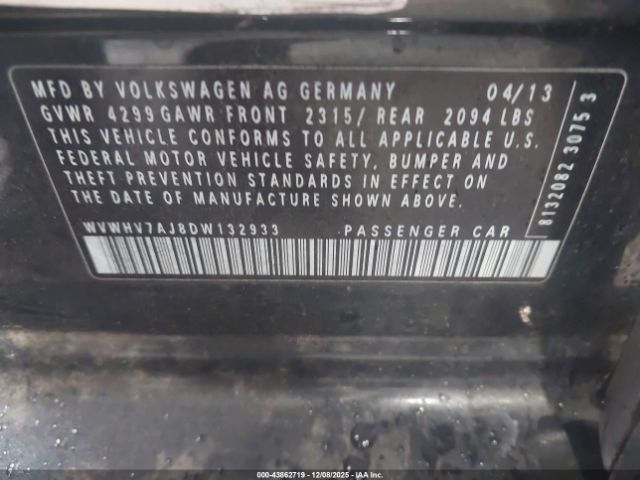 MFD BY VOLKSWAGEN AG GERMANY 04/13
GVWR 4299 GAWR FRONT 2315/ REAR 2094 LBS
THIS VEHICLE CONFORMS TO ALL APPLICABLE U.S.
FEDERAL MOTOR VEHICLE SAFETY, BUMPER AND
THEFT PREVENTION STANDARDS IN EFFECT ON
THE DATE OF MANUFACTURE SHOWN ABOVE.
WVWHV7AJ8DW132933 PASSENGER CAR
8132082 3075 3
000-43862719 - 12/08/2025 - IAA, Inc.